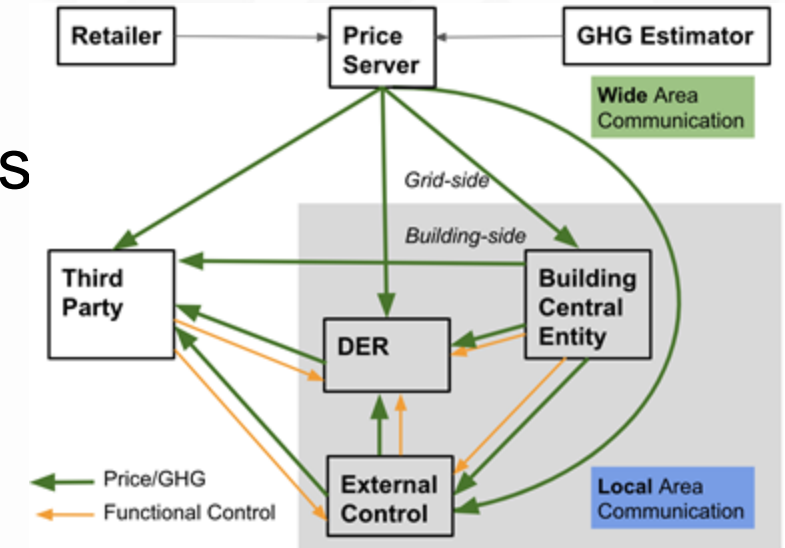 Retailer
Price
Server
GHG Estimator
Wide Area
Communication
s
Grid-side
Building-side
Third
Party
Building
Central
Entity
DER
Price/GHG
Functional Control
External
Control
Local Area
Communication